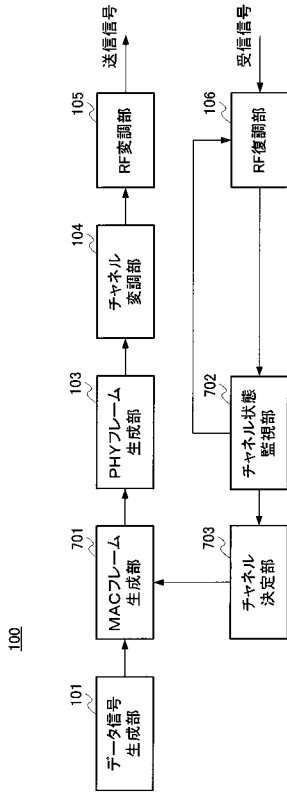 100
101
データ信号
生成部
701
MACフレーム
生成部
103
PHYフレーム
生成部
104
チャネル
変調部
105
RF変調部
送信信号
703
チャネル
決定部
702
チャネル状態
監視部
106
RF復調部
受信信号